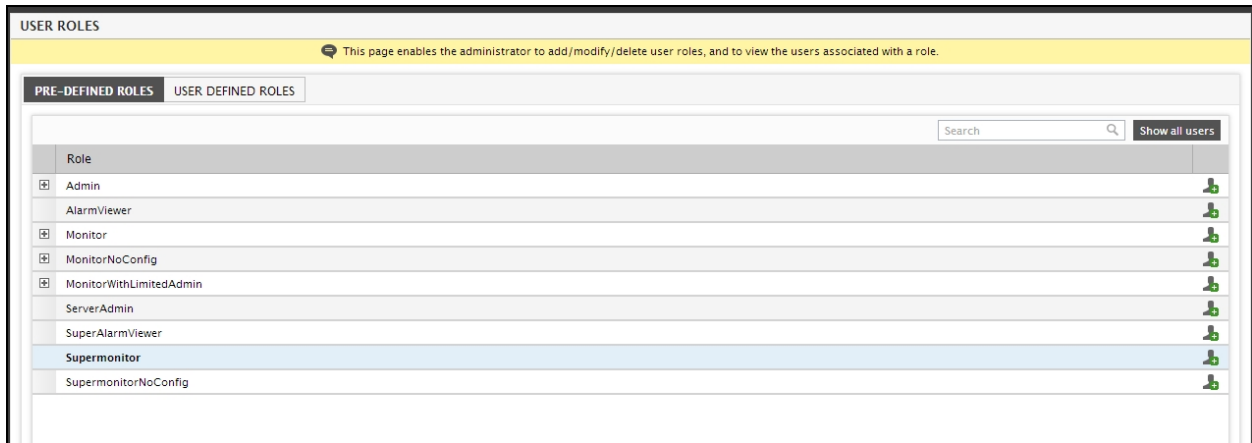 USER ROLES
This page enables the administrator to add/modify/delete user roles, and to view the users associated with a role.
PRE-DEFINED ROLES USER DEFINED ROLES
Search Show all users
Role
Admin
AlarmViewer
Monitor
MonitorNoConfig
MonitorWithLimitedAdmin
ServerAdmin
SuperAlarmViewer
Supermonitor
SupermonitorNoConfig